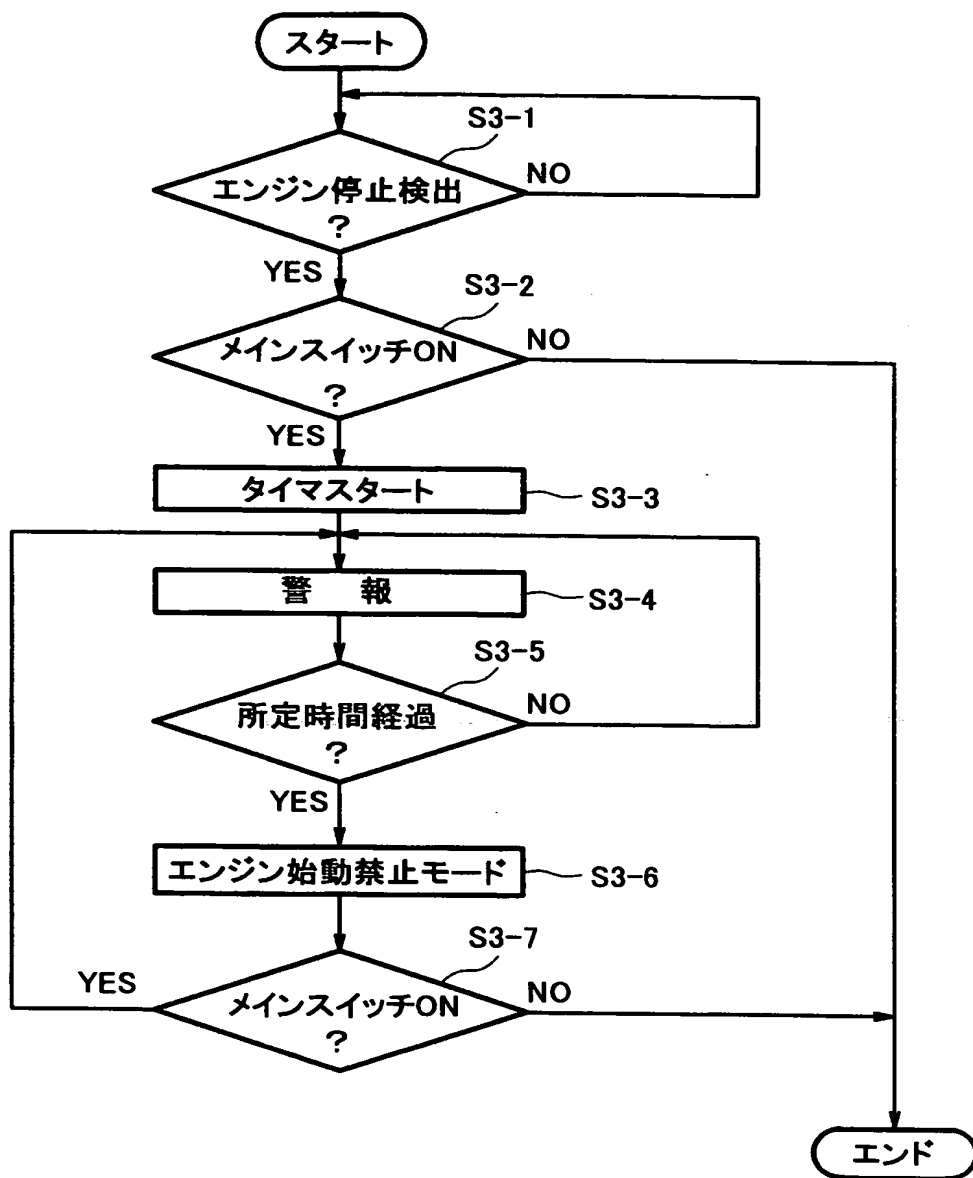 スタート
S3-1
エンジン停止検出
?
NO
YES
S3-2
メインスイッチON
?
NO
YES
タイマスタート
S3-3
警 報
S3-4
S3-5
所定時間経過
?
NO
YES
エンジン始動禁止モード
S3-6
S3-7
YES
メインスイッチON
?
NO
エンド